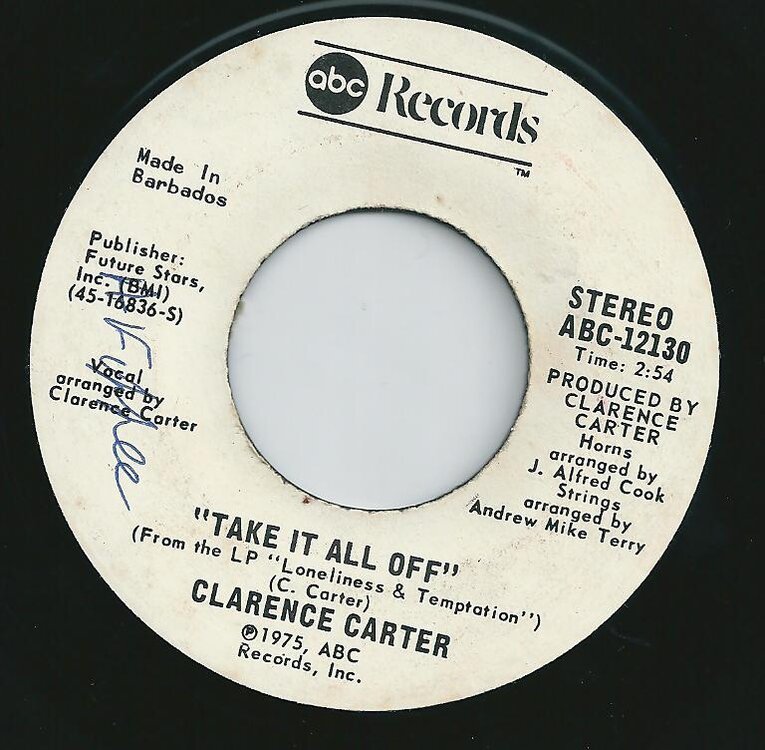 abc Records
TM
Made In
Barbados
Publisher:
Future Stars,
Inc. (BMI)
(45-16836-S)
Vocal
arranged by
Clarence Carter
STEREO
ABC-12130
Time: 2:54
PRODUCED BY
CLARENCE
CARTER
Horns
arranged by
J. Alfred Cook
Strings
arranged by
Andrew Mike Terry
"TAKE IT ALL OFF"
(From the LP "Loneliness & Temptation")
(C. Carter)
CLARENCE CARTER
℗1975, ABC
Records, Inc.